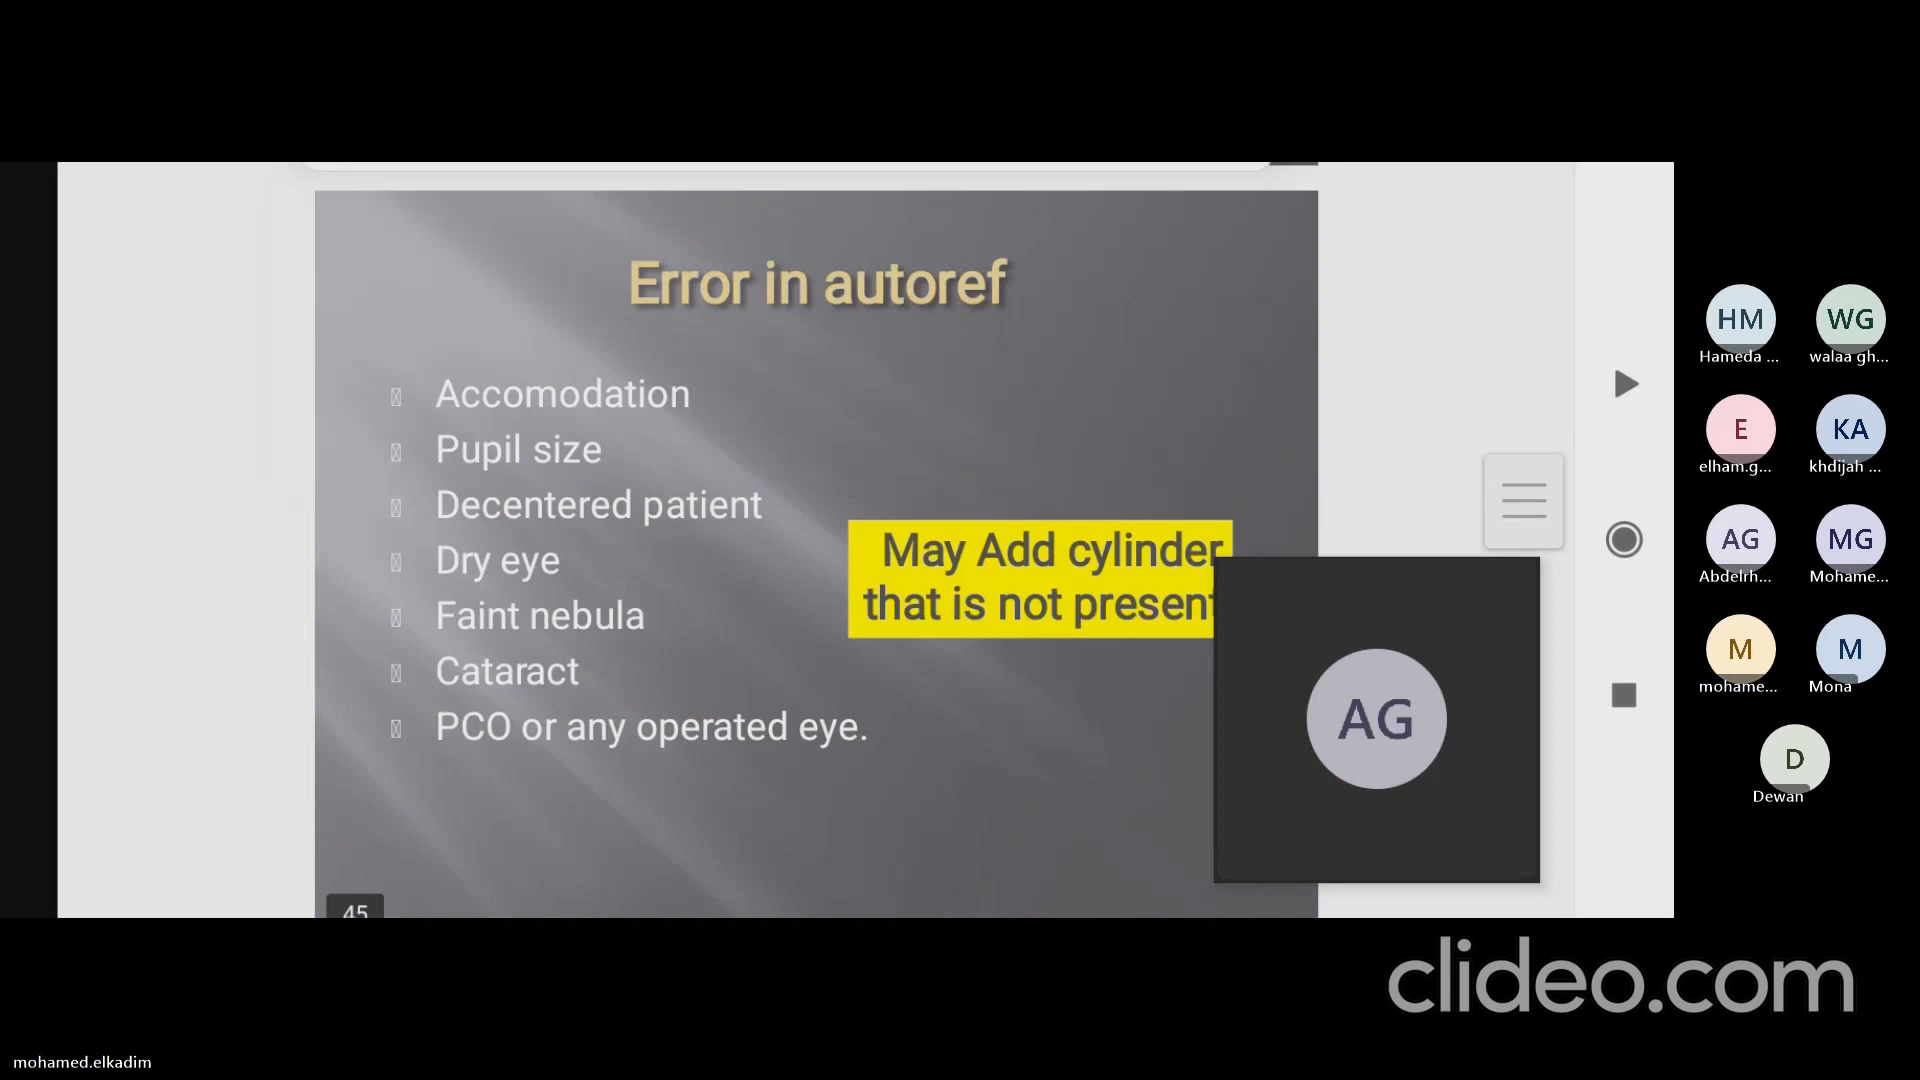 Error in autoref
Accomodation
Pupil size
Decentered patient
Dry eye
Faint nebula
Cataract
PCO or any operated eye.
May Add cylinder
that is not present
45
AG
HM
Hameda ...
WG
walaa gh...
E
elham.g...
KA
khdijah ...
AG
Abdelrh...
MG
Mohame...
M
mohame...
M
Mona
D
Dewan
clideo.com
mohamed.elkadim